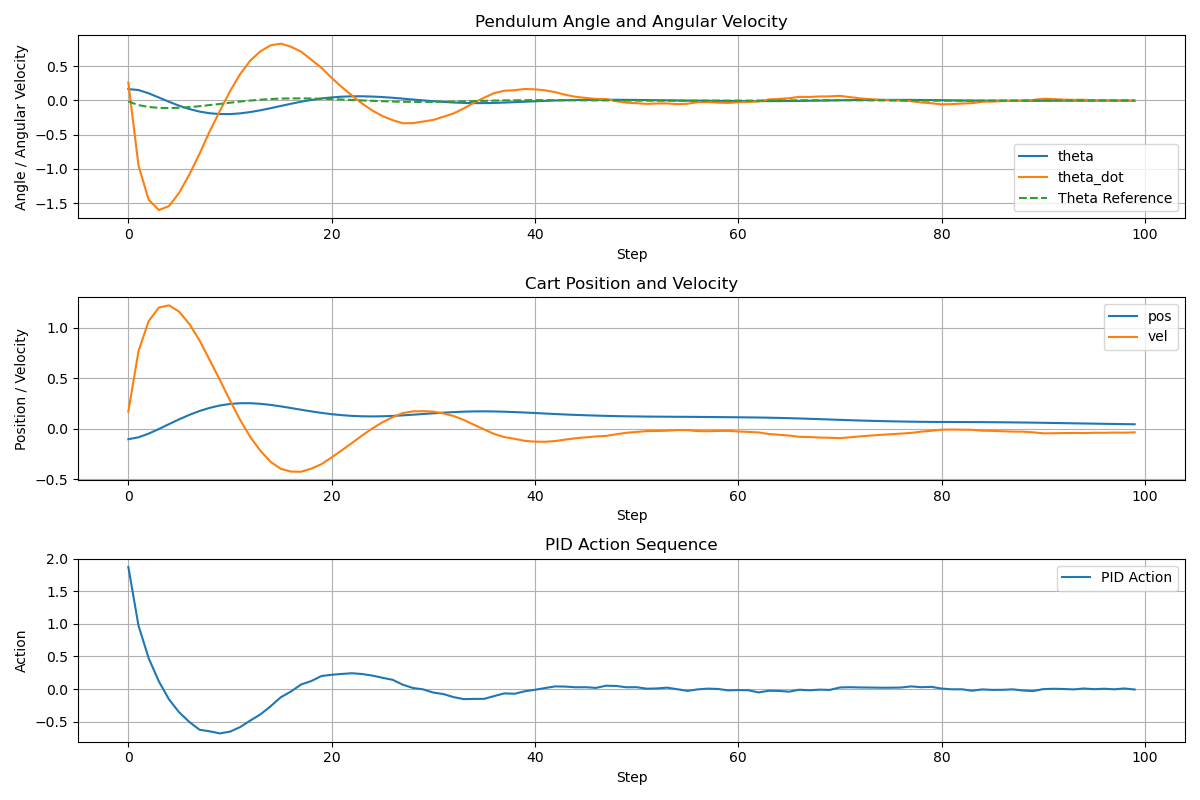 Pendulum Angle and Angular Velocity
Angle / Angular Velocity
0.5
0.0
−0.5
−1.0
−1.5
theta
theta_dot
Theta Reference
0
20
40
60
80
100
Step
Cart Position and Velocity
Position / Velocity
1.0
0.5
0.0
−0.5
pos
vel
0
20
40
60
80
100
Step
PID Action Sequence
Action
2.0
1.5
1.0
0.5
0.0
−0.5
PID Action
0
20
40
60
80
100
Step